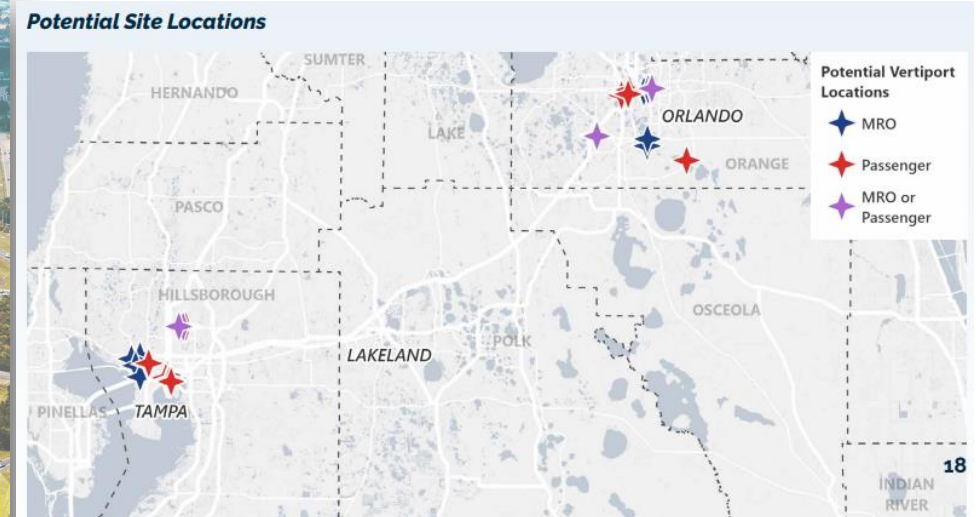 Potential Site Locations
SUMTER
HERNANDO
LAKE
ORLANDO
ORANGE
PASCO
Potential Vertiport
Locations
MRO
Passenger
MRO or
Passenger
HILLSBOROUGH
OSCEOLA
POLK
LAKELAND
PINELLAS
TAMPA
18
INDIAN
RIVER